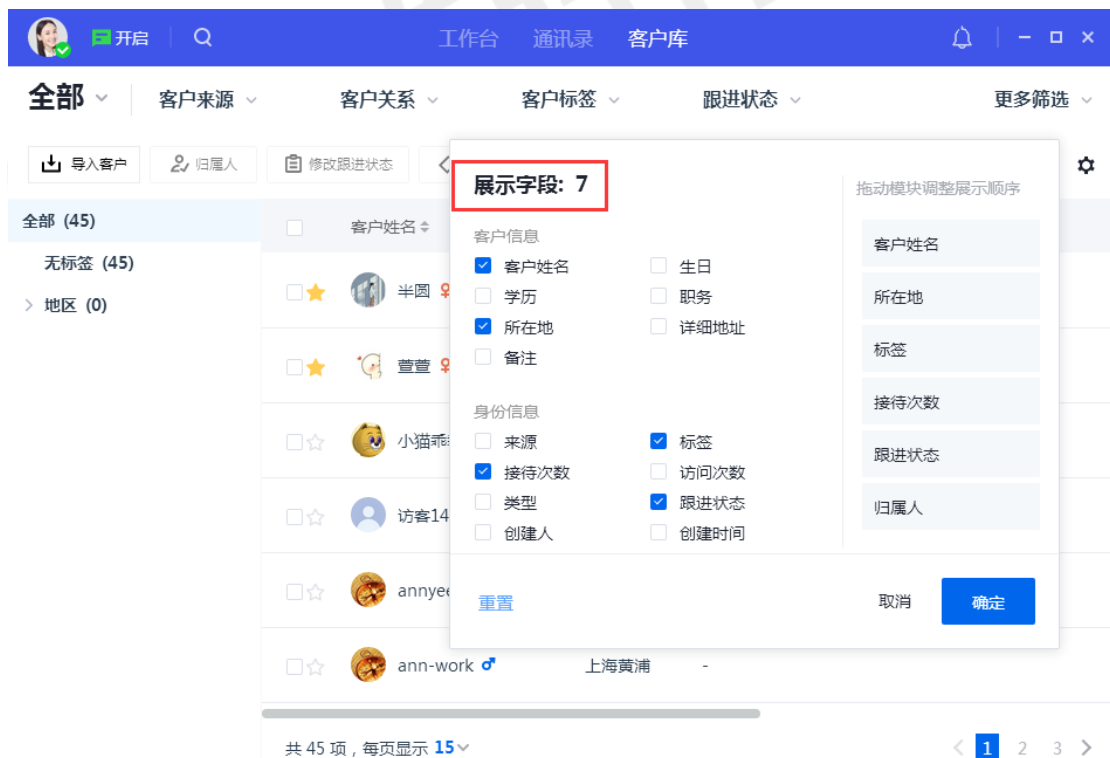 开启
工作台 通讯录 客户库
全部 客户来源 客户关系 客户标签 跟进状态 更多筛选
导入客户 归属人 修改跟进状态
全部 (45)
无标签 (45)
地区 (0)
客户姓名
半圆
萱萱
小猫乖
访客14
annyee
ann-work 上海黄浦 -
展示字段: 7
客户信息
客户姓名 生日
学历 职务
所在地 详细地址
备注
身份信息
来源 标签
接待次数 访问次数
类型 跟进状态
创建人 创建时间
拖动模块调整展示顺序
客户姓名
所在地
标签
接待次数
跟进状态
归属人
重置 取消 确定
共 45 项 , 每页显示 15
1 2 3